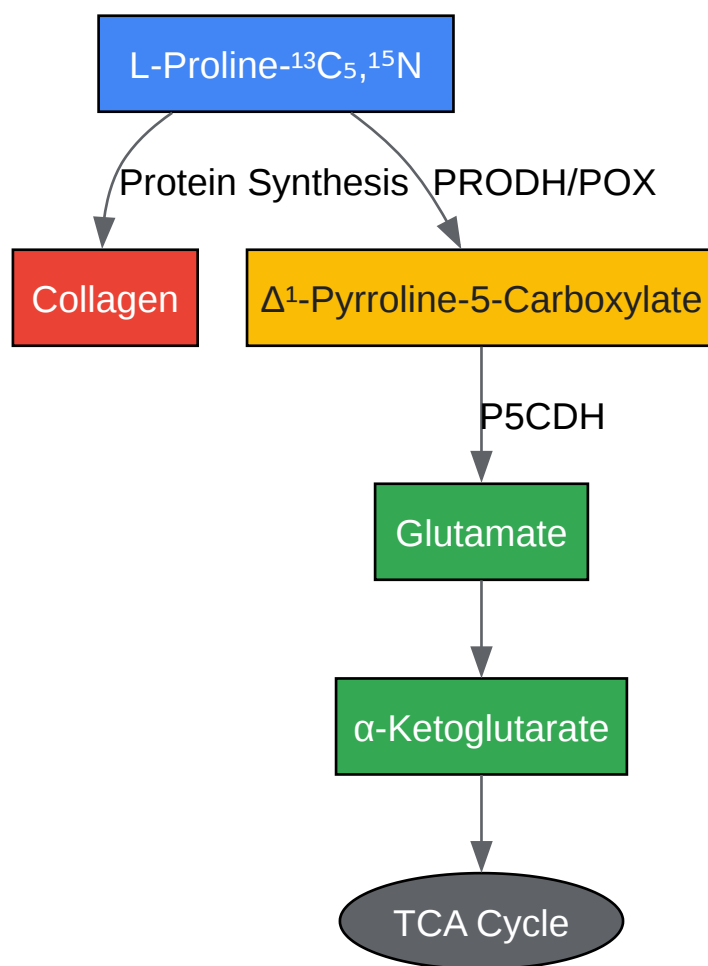 L-Proline-¹³C₅,¹⁵N
Protein Synthesis
PRODH/POX
Collagen
Δ¹-Pyrroline-5-Carboxylate
P5CDH
Glutamate
α-Ketoglutarate
TCA Cycle